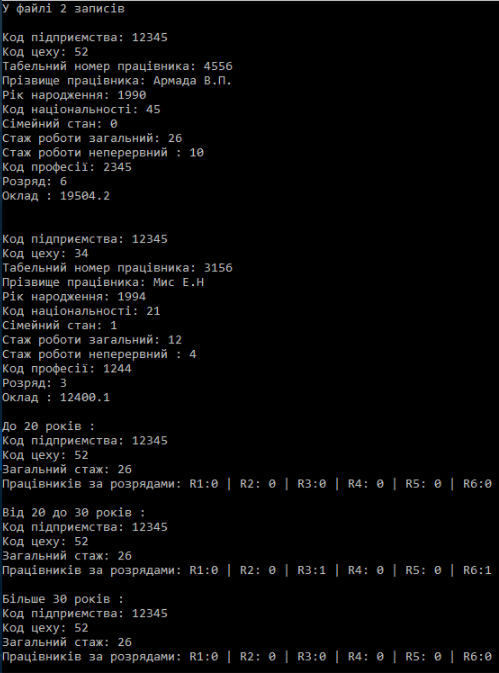 У файлі 2 записів
Код підприємства: 12345
Код цеху: 52
Табельний номер працівника: 4556
Прізвище працівника: Армада В.П.
Рік народження: 1990
Код національності: 45
Сімейний стан: 0
Стаж роботи загальний: 26
Стаж роботи неперервний : 10
Код професії: 2345
Розряд: 6
Оклад : 19504.2
Код підприємства: 12345
Код цеху: 34
Табельний номер працівника: 3156
Прізвище працівника: Мис Е.Н
Рік народження: 1994
Код національності: 21
Сімейний стан: 1
Стаж роботи загальний: 12
Стаж роботи неперервний : 4
Код професії: 1244
Розряд: 3
Оклад : 12400.1
До 20 років :
Код підприємства: 12345
Код цеху: 52
Загальний стаж: 26
Працівників за розрядами: R1:0 | R2: 0 | R3:0 | R4: 0 | R5: 0 | R6:0
Від 20 до 30 років :
Код підприємства: 12345
Код цеху: 52
Загальний стаж: 26
Працівників за розрядами: R1:0 | R2: 0 | R3:1 | R4: 0 | R5: 0 | R6:1
Більше 30 років :
Код підприємства: 12345
Код цеху: 52
Загальний стаж: 26
Працівників за розрядами: R1:0 | R2: 0 | R3:0 | R4: 0 | R5: 0 | R6:0